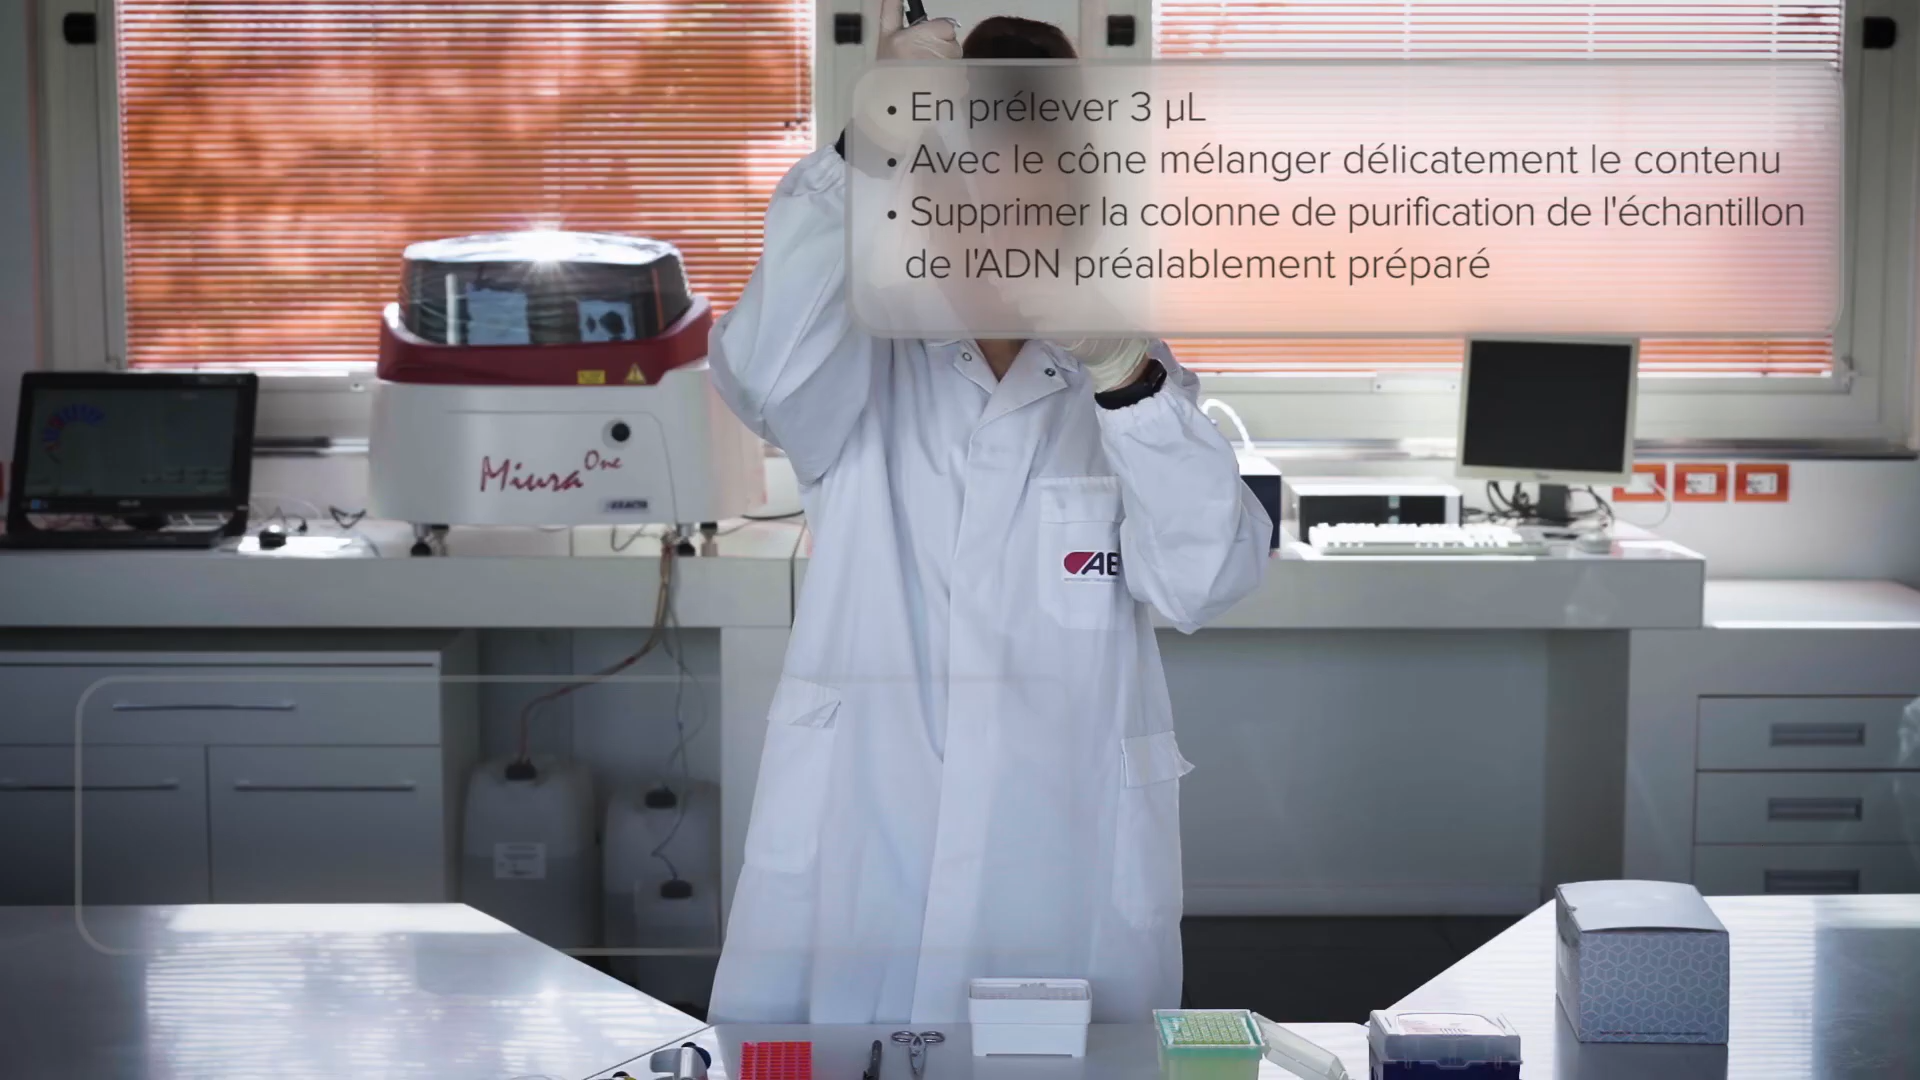 • En prélever 3 µL
• Avec le cône mélanger délicatement le contenu
• Supprimer la colonne de purification de l'échantillon
de l'ADN préalablement préparé
Miura One
AE